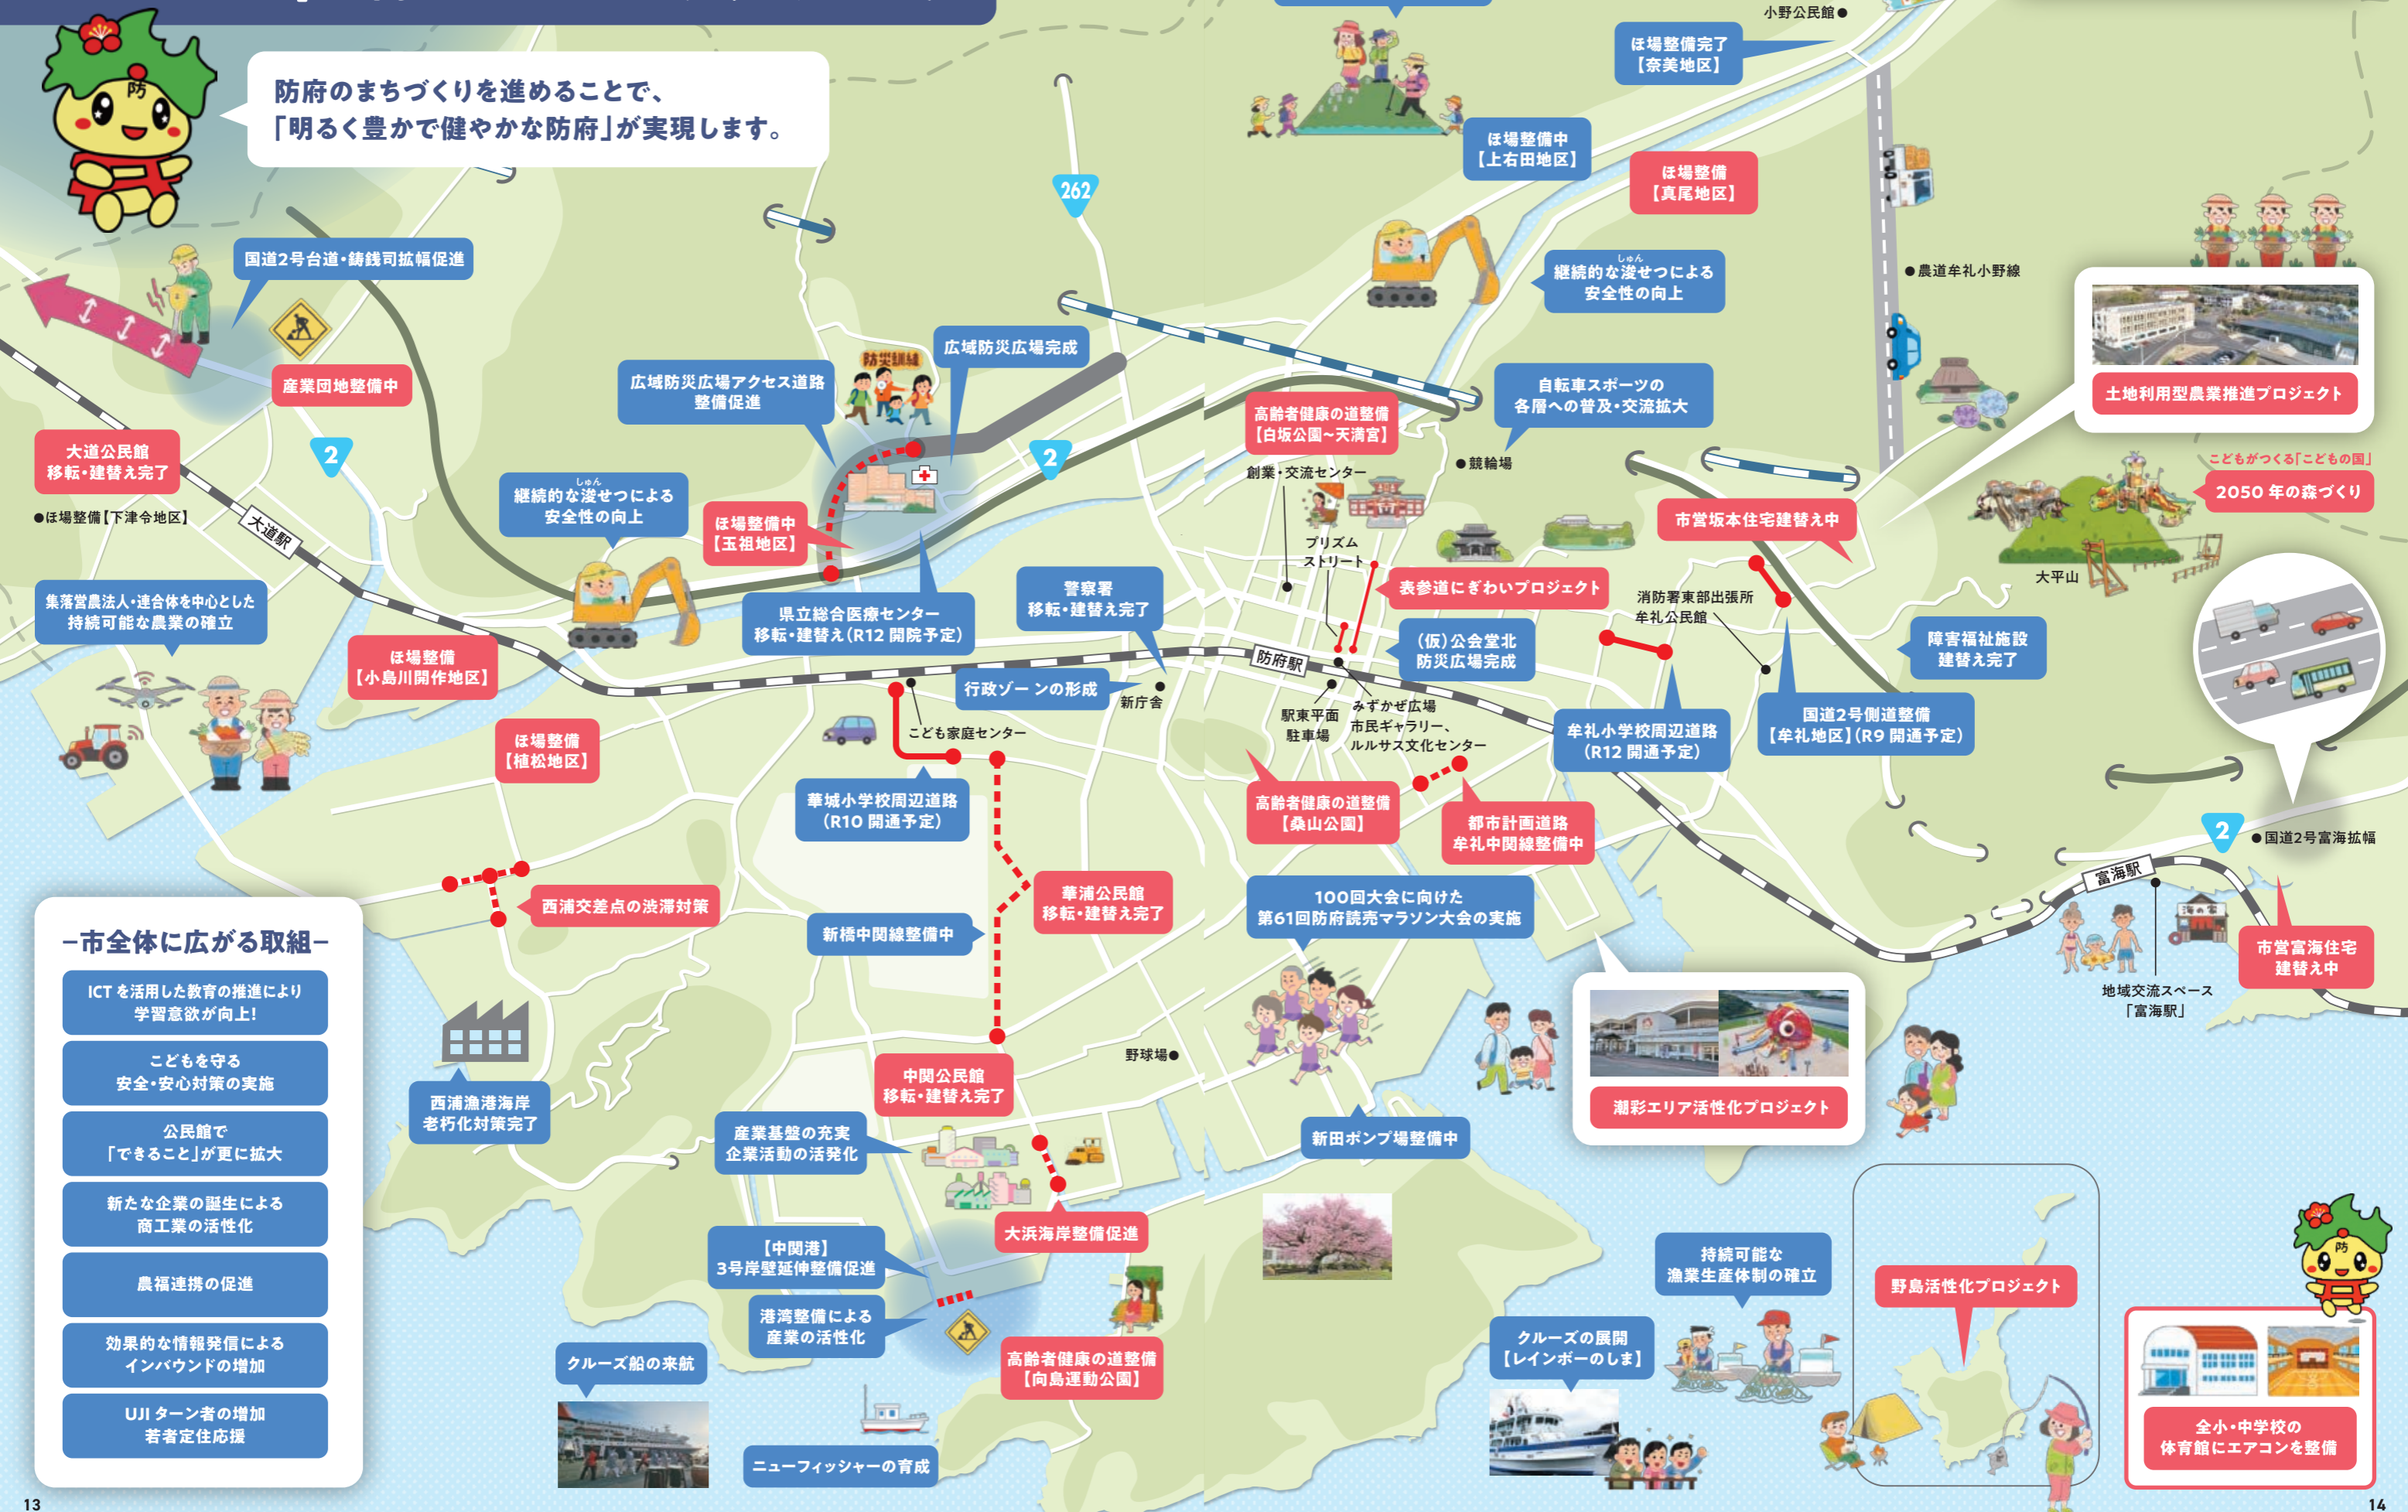 防府のまちづくりを進めることで、
「明るく豊かで健やかな防府」が実現します。
防
小野公民館
ほ場整備完了
【奈美地区】
ほ場整備中
【上右田地区】
ほ場整備
【真尾地区】
262
国道2号台道・鋳銭司拡幅促進
しゅん
継続的な浚せつによる
安全性の向上
農道牟礼小野線
土地利用型農業推進プロジェクト
産業団地整備中
広域防災広場アクセス道路
整備促進
防災訓練
広域防災広場完成
高齢者健康の道整備
【白坂公園～天満宮】
自転車スポーツの
各層への普及・交流拡大
競輪場
創業・交流センター
大道公民館
移転・建替え完了
ほ場整備【下津令地区】
2
大道駅
しゅん
継続的な浚せつによる
安全性の向上
ほ場整備中
【玉祖地区】
2
プリズム
ストリート
市営坂本住宅建替え中
こどもがつくる「こどもの国」
2050 年の森づくり
大平山
集落営農法人・連合体を中心とした
持続可能な農業の確立
県立総合医療センター
移転・建替え(R12 開院予定)
警察署
移転・建替え完了
表参道にぎわいプロジェクト
消防署東部出張所
牟礼公民館
(仮)公会堂北
防災広場完成
障害福祉施設
建替え完了
ほ場整備
【小島川開作地区】
防府駅
行政ゾーンの形成
新庁舎
こども家庭センター
駅東平面
駐車場
みずかぜ広場
市民ギャラリー、
ルルサス文化センター
牟礼小学校周辺道路
(R12 開通予定)
国道2号側道整備
【牟礼地区】(R9 開通予定)
ほ場整備
【植松地区】
華城小学校周辺道路
(R10 開通予定)
高齢者健康の道整備
【桑山公園】
都市計画道路
牟礼中関線整備中
2
国道2号富海拡幅
富海駅
西浦交差点の渋滞対策
新橋中関線整備中
華浦公民館
移転・建替え完了
100回大会に向けた
第61回防府読売マラソン大会の実施
海の家
市営富海住宅
建替え中
地域交流スペース
「富海駅」
ー市全体に広がる取組ー
ICT を活用した教育の推進により
学習意欲が向上!
こどもを守る
安全・安心対策の実施
公民館で
「できること」が更に拡大
新たな企業の誕生による
商工業の活性化
農福連携の促進
効果的な情報発信による
インバウンドの増加
UJI ターン者の増加
若者定住応援
西浦漁港海岸
老朽化対策完了
野球場
中関公民館
移転・建替え完了
産業基盤の充実
企業活動の活発化
新田ポンプ場整備中
潮彩エリア活性化プロジェクト
大浜海岸整備促進
【中関港】
3号岸壁延伸整備促進
港湾整備による
産業の活性化
高齢者健康の道整備
【向島運動公園】
クルーズ船の来航
ニューフィッシャーの育成
クルーズの展開
【レインボーのしま】
持続可能な
漁業生産体制の確立
野島活性化プロジェクト
防
全小・中学校の
体育館にエアコンを整備
13
14